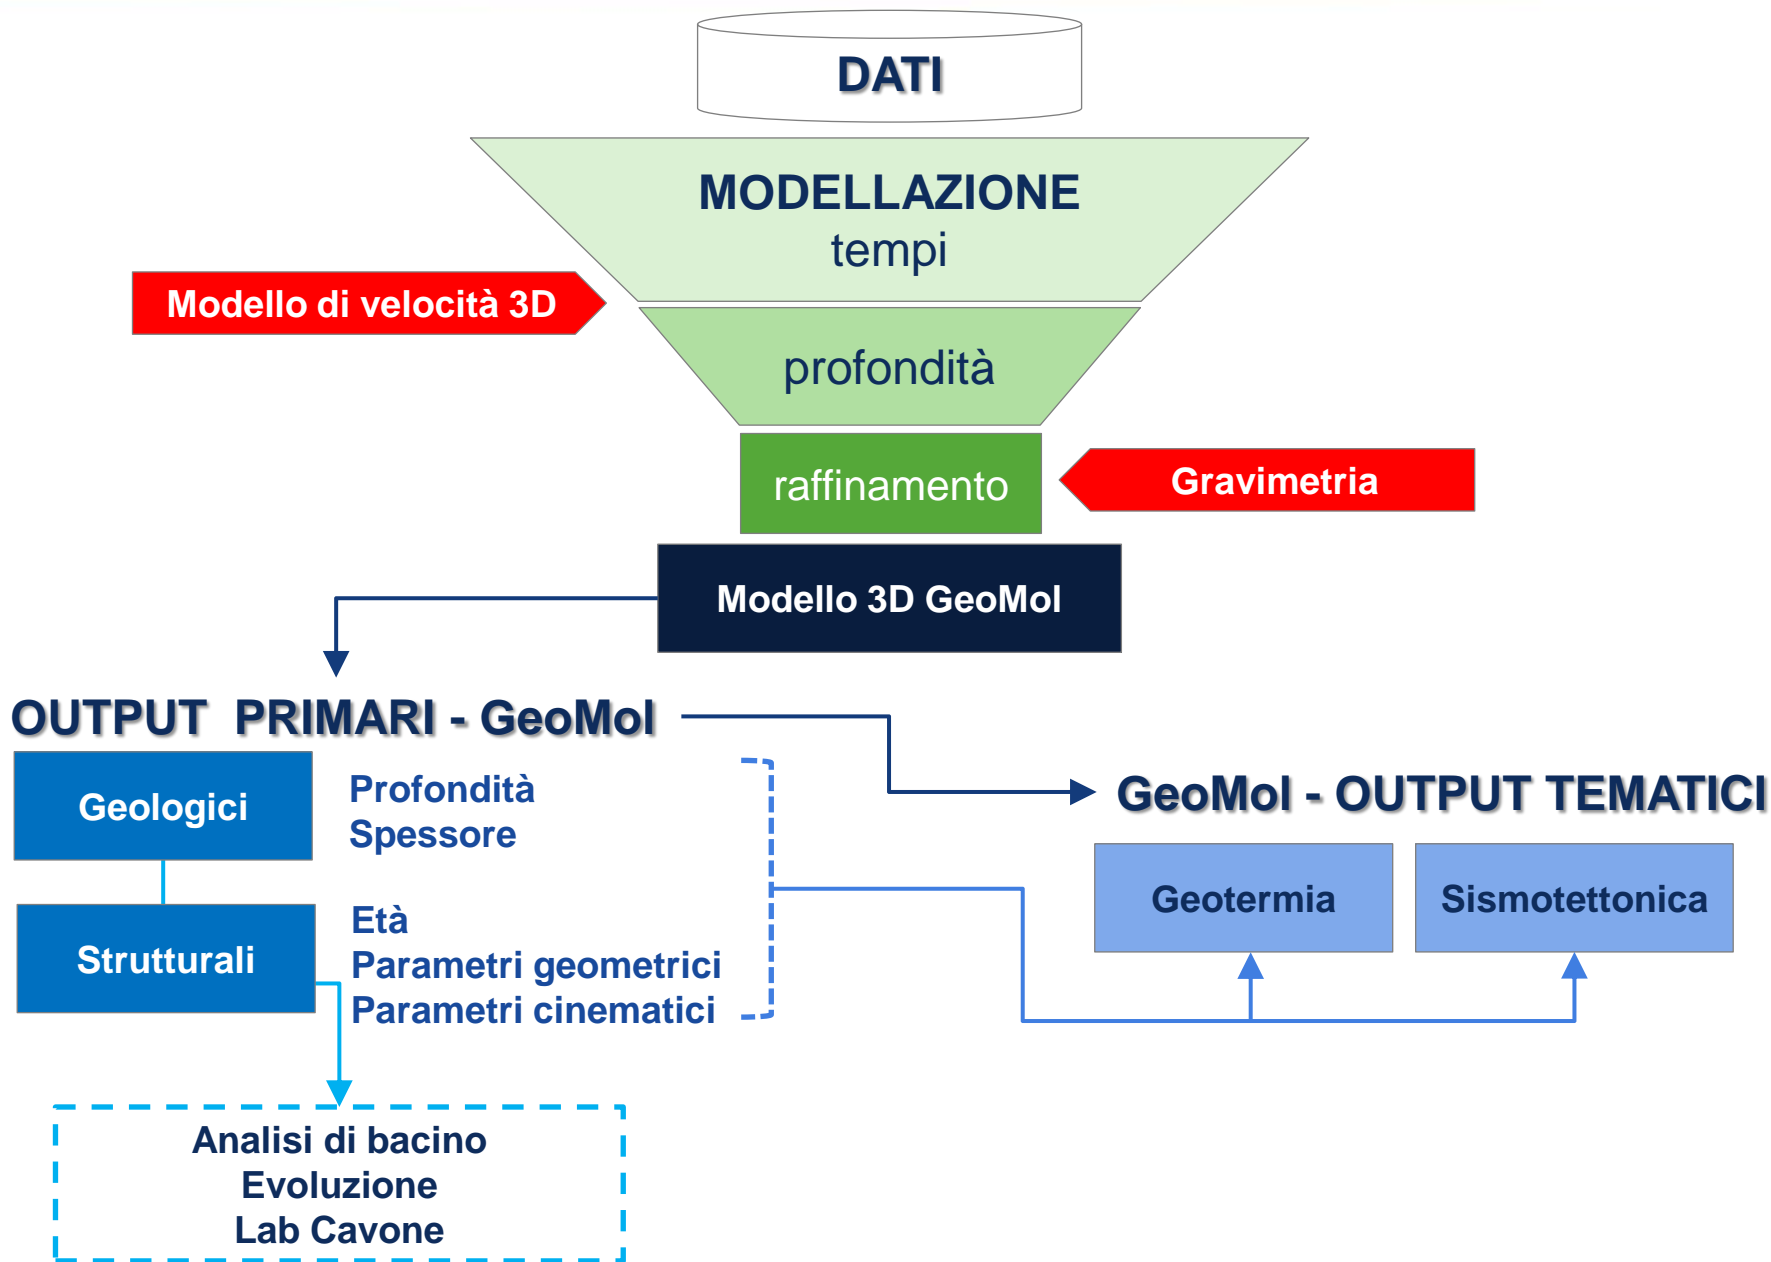 DATI
MODELLAZIONE
tempi
Modello di velocità 3D
profondità
raffinamento
Gravimetria
Modello 3D GeoMol
OUTPUT PRIMARI - GeoMol
Geologici
Profondità
Spessore
Strutturali
Età
Parametri geometrici
Parametri cinematici
GeoMol - OUTPUT TEMATICI
Geotermia
Sismotettonica
Analisi di bacino
Evoluzione
Lab Cavone